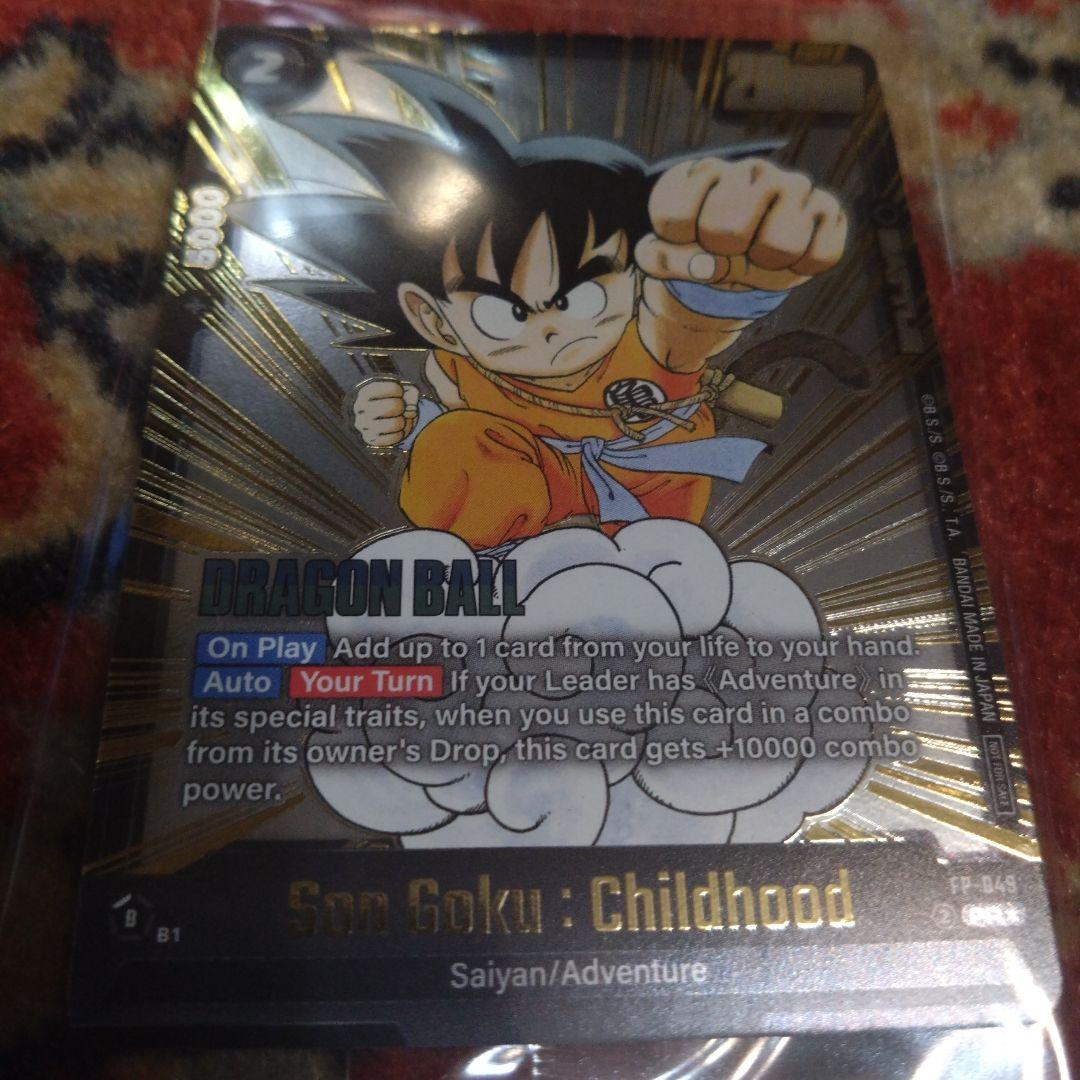 2
5000
DRAGON BALL
On Play Add up to 1 card from your life to your hand.
Auto Your Turn If your Leader has《Adventure》in
its special traits, when you use this card in a combo
from its owner's Drop, this card gets +10000 combo
power.
©B.S./S. ©B.S./S., T.A. BANDAI MADE IN JAPAN NOT FOR SALE
Son Goku : Childhood
FP-049
2 PR★
B B1
Saiyan/Adventure